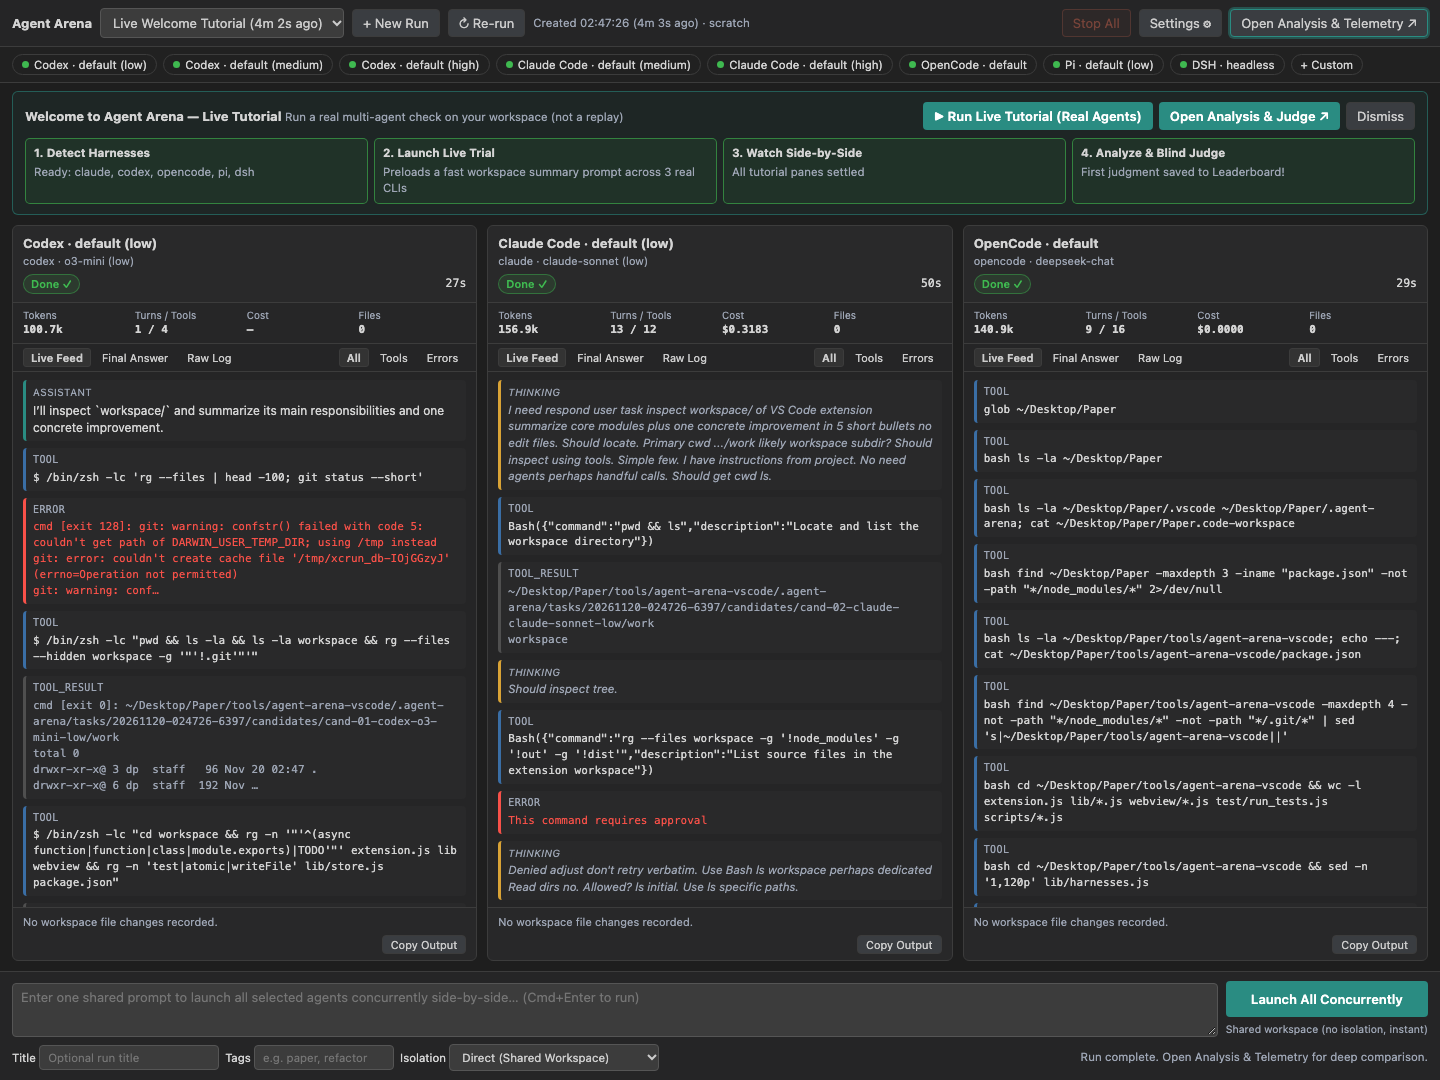 Agent Arena
Live Welcome Tutorial (4m 2s ago)
+ New Run
↻ Re-run
Created 02:47:26 (4m 3s ago) · scratch
Stop All
Settings ⚙
Open Analysis & Telemetry ↗
Codex · default (low)
Codex · default (medium)
Codex · default (high)
Claude Code · default (medium)
Claude Code · default (high)
OpenCode · default
Pi · default (low)
DSH · headless
+ Custom
Welcome to Agent Arena — Live Tutorial Run a real multi-agent check on your workspace (not a replay)
▶ Run Live Tutorial (Real Agents)
Open Analysis & Judge ↗
Dismiss
1. Detect Harnesses
Ready: claude, codex, opencode, pi, dsh
2. Launch Live Trial
Preloads a fast workspace summary prompt across 3 real
CLIs
3. Watch Side-by-Side
All tutorial panes settled
4. Analyze & Blind Judge
First judgment saved to Leaderboard!
Codex · default (low)
codex · o3-mini (low)
Done ✓
27s
Tokens Turns / Tools Cost Files
100.7k 1 / 4 — 0
Live Feed Final Answer Raw Log All Tools Errors
ASSISTANT
I'll inspect `workspace/` and summarize its main responsibilities and one
concrete improvement.
TOOL
$ /bin/zsh -lc 'rg --files | head -100; git status --short'
ERROR
cmd [exit 128]: git: warning: confstr() failed with code 5:
couldn't get path of DARWIN_USER_TEMP_DIR; using /tmp instead
git: error: couldn't create cache file '/tmp/xcrun_db-IOjGGzyJ'
(errno=Operation not permitted)
git: warning: conf…
TOOL
$ /bin/zsh -lc "pwd && ls -la && ls -la workspace && rg --files
--hidden workspace -g '"'!.git'"'"
TOOL_RESULT
cmd [exit 0]: ~/Desktop/Paper/tools/agent-arena-vscode/.agent-
arena/tasks/20261120-024726-6397/candidates/cand-01-codex-o3-
mini-low/work
total 0
drwxr-xr-x@ 3 dp  staff   96 Nov 20 02:47 .
drwxr-xr-x@ 6 dp  staff  192 Nov …
TOOL
$ /bin/zsh -lc "cd workspace && rg -n '"'^(async
function|function|class|module.exports)|TODO'"' extension.js lib
webview && rg -n 'test|atomic|writeFile' lib/store.js
package.json"
No workspace file changes recorded.
Copy Output
Claude Code · default (low)
claude · claude-sonnet (low)
Done ✓
50s
Tokens Turns / Tools Cost Files
156.9k 13 / 12 $0.3183 0
Live Feed Final Answer Raw Log All Tools Errors
THINKING
I need respond user task inspect workspace/ of VS Code extension
summarize core modules plus one concrete improvement in 5 short bullets no
edit files. Should locate. Primary cwd .../work likely workspace subdir? Should
inspect using tools. Simple few. I have instructions from project. No need
agents perhaps handful calls. Should get cwd ls.
TOOL
Bash({"command":"pwd && ls","description":"Locate and list the
workspace directory"})
TOOL_RESULT
~/Desktop/Paper/tools/agent-arena-vscode/.agent-
arena/tasks/20261120-024726-6397/candidates/cand-02-claude-
claude-sonnet-low/work
workspace
THINKING
Should inspect tree.
TOOL
Bash({"command":"rg --files workspace -g '!node_modules' -g
'!out' -g '!dist'","description":"List source files in the
extension workspace"})
ERROR
This command requires approval
THINKING
Denied adjust don't retry verbatim. Use Bash ls workspace perhaps dedicated
Read dirs no. Allowed? ls initial. Use ls specific paths.
No workspace file changes recorded.
Copy Output
OpenCode · default
opencode · deepseek-chat
Done ✓
29s
Tokens Turns / Tools Cost Files
140.9k 9 / 16 $0.0000 0
Live Feed Final Answer Raw Log All Tools Errors
TOOL
glob ~/Desktop/Paper
TOOL
bash ls -la ~/Desktop/Paper
TOOL
bash ls -la ~/Desktop/Paper/.vscode ~/Desktop/Paper/.agent-
arena; cat ~/Desktop/Paper/Paper.code-workspace
TOOL
bash find ~/Desktop/Paper -maxdepth 3 -iname "package.json" -not
-path "*/node_modules/*" 2>/dev/null
TOOL
bash ls -la ~/Desktop/Paper/tools/agent-arena-vscode; echo ---;
cat ~/Desktop/Paper/tools/agent-arena-vscode/package.json
TOOL
bash find ~/Desktop/Paper/tools/agent-arena-vscode -maxdepth 4 -
not -path "*/node_modules/*" -not -path "*/.git/*" | sed
's|~/Desktop/Paper/tools/agent-arena-vscode||'
TOOL
bash cd ~/Desktop/Paper/tools/agent-arena-vscode && wc -l
extension.js lib/*.js webview/*.js test/run_tests.js
scripts/*.js
TOOL
bash cd ~/Desktop/Paper/tools/agent-arena-vscode && sed -n
'1,120p' lib/harnesses.js
No workspace file changes recorded.
Copy Output
Enter one shared prompt to launch all selected agents concurrently side-by-side... (Cmd+Enter to run)
Launch All Concurrently
Shared workspace (no isolation, instant)
Title Optional run title Tags e.g. paper, refactor Isolation Direct (Shared Workspace)
Run complete. Open Analysis & Telemetry for deep comparison.